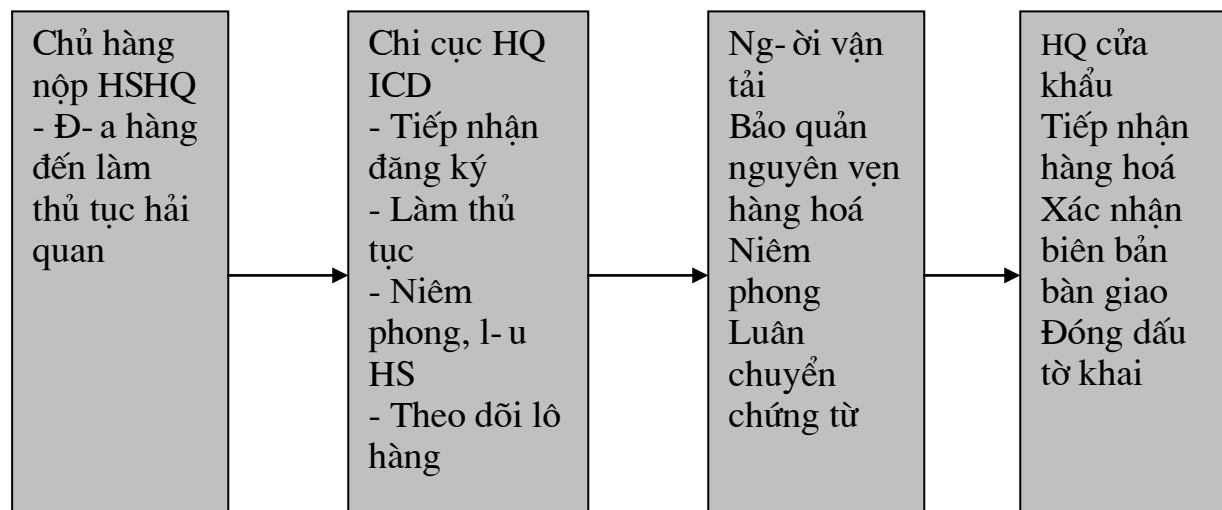 Chủ hàng
nộp HSHQ
- Đ- a hàng
đến làm
thủ tục hải
quan
Chi cục HQ
ICD
- Tiếp nhận
đăng ký
- Làm thủ
tục
- Niêm
phong, l- u
HS
- Theo dõi lô
hàng
Ng- ời vận
tải
Bảo quản
nguyên vẹn
hàng hoá
Niêm
phong
Luân
chuyển
chứng từ
HQ cửa
khẩu
Tiếp nhận
hàng hoá
Xác nhận
biên bản
bàn giao
Đóng dấu
tờ khai